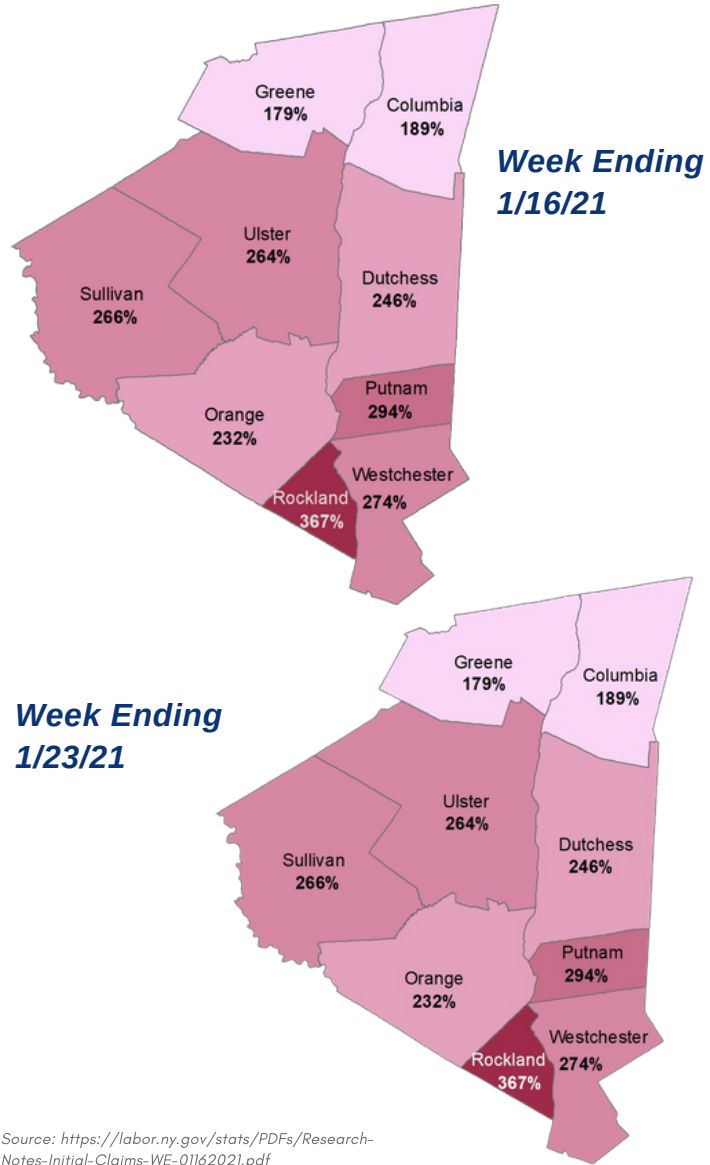 Greene
179%
Columbia
189%
Week Ending
1/16/21
Ulster
264%
Dutchess
246%
Sullivan
266%
Putnam
294%
Orange
232%
Westchester
274%
Rockland
367%
Greene
179%
Columbia
189%
Week Ending
1/23/21
Ulster
264%
Dutchess
246%
Sullivan
266%
Putnam
294%
Orange
232%
Westchester
274%
Rockland
367%
Source: https://labor.ny.gov/stats/PDFs/Research-
Notes-Initial-Claims-WE-01162021.pdf